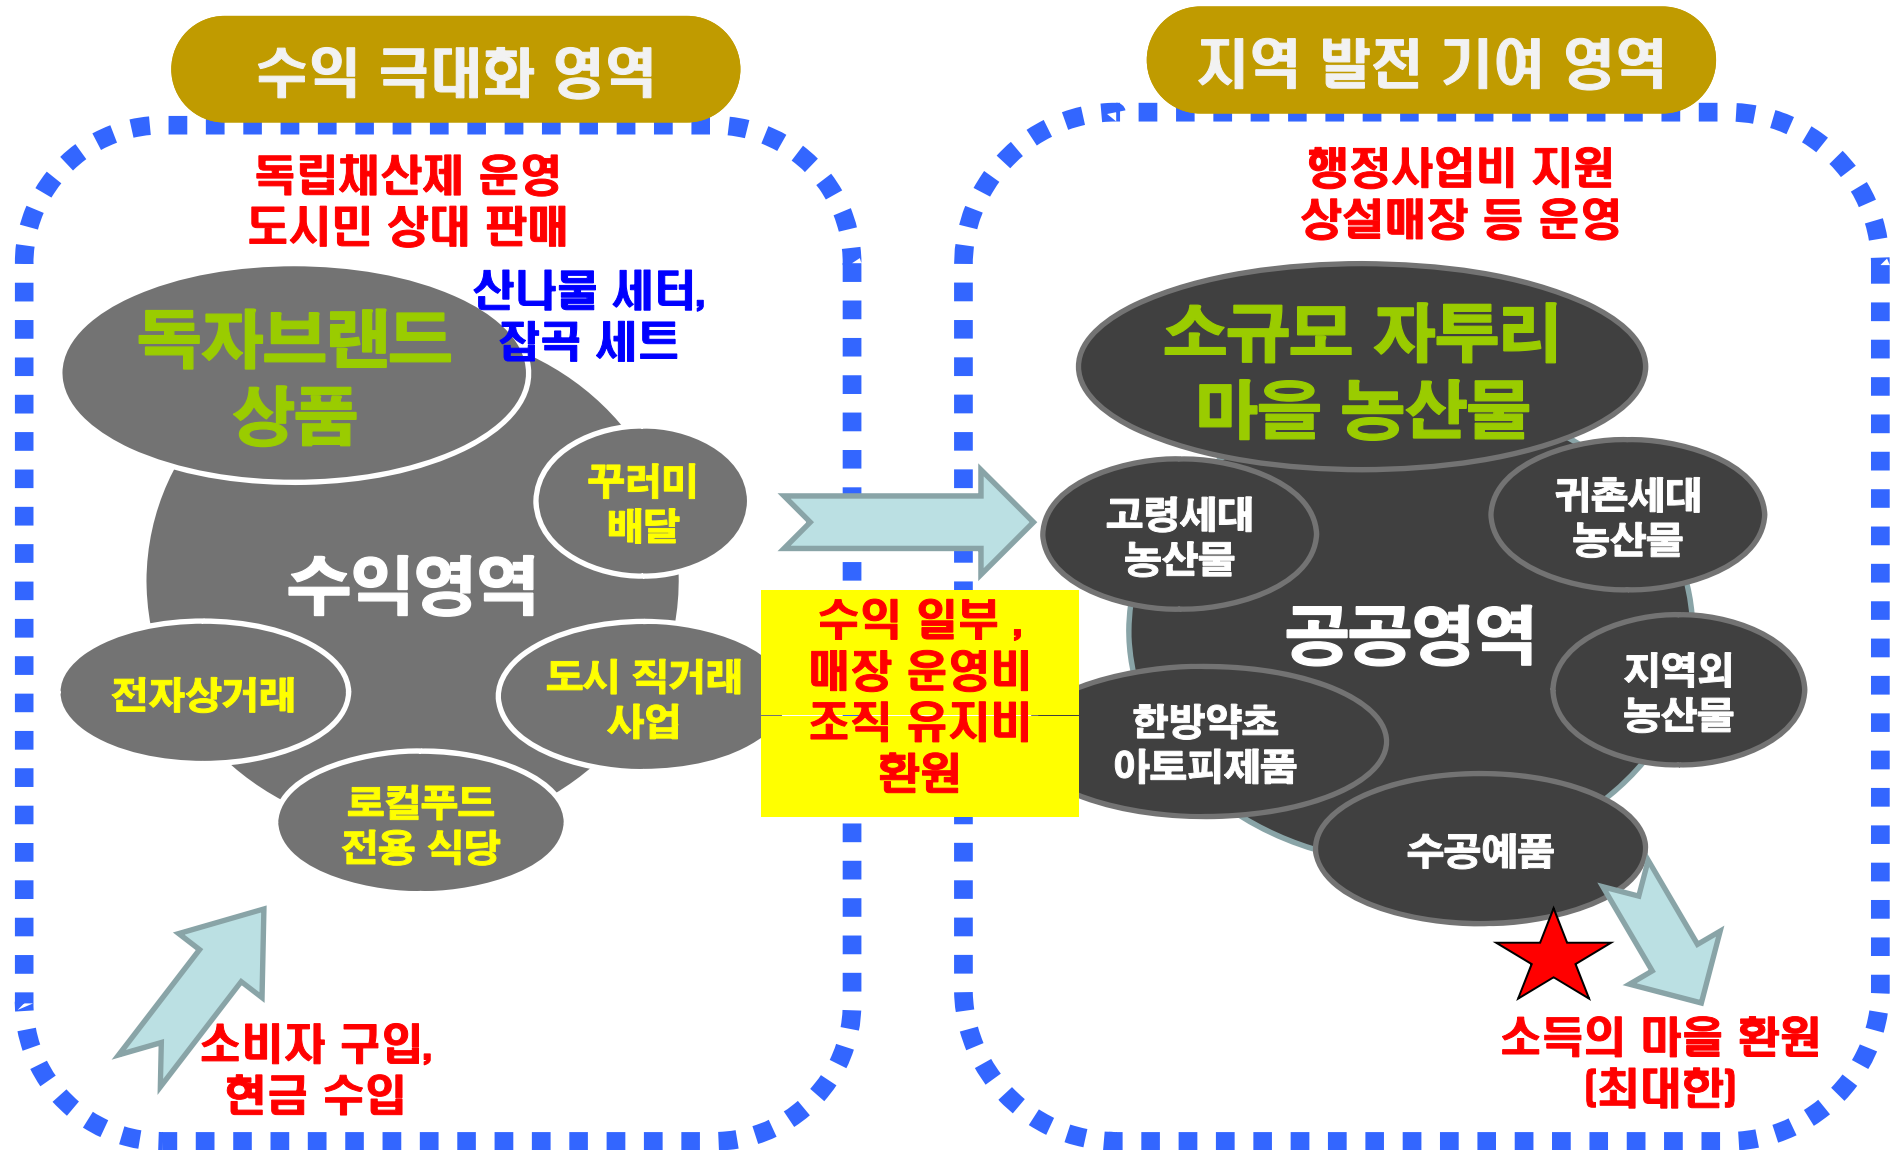 수익 극대화 영역
독립채산제 운영
도시민 상대 판매
산나물 세터,
잡곡 세트
독자브랜드
상품
꾸러미
배달
수익영역
전자상거래
도시 직거래
사업
로컬푸드
전용 식당
소비자 구입,
현금 수입
수익 일부 ,
매장 운영비
조직 유지비
환원
지역 발전 기여 영역
행정사업비 지원
상설매장 등 운영
소규모 자투리
마을 농산물
고령세대
농산물
귀촌세대
농산물
공공영역
지역외
농산물
한방약초
아토피제품
수공예품
소득의 마을 환원
(최대한)